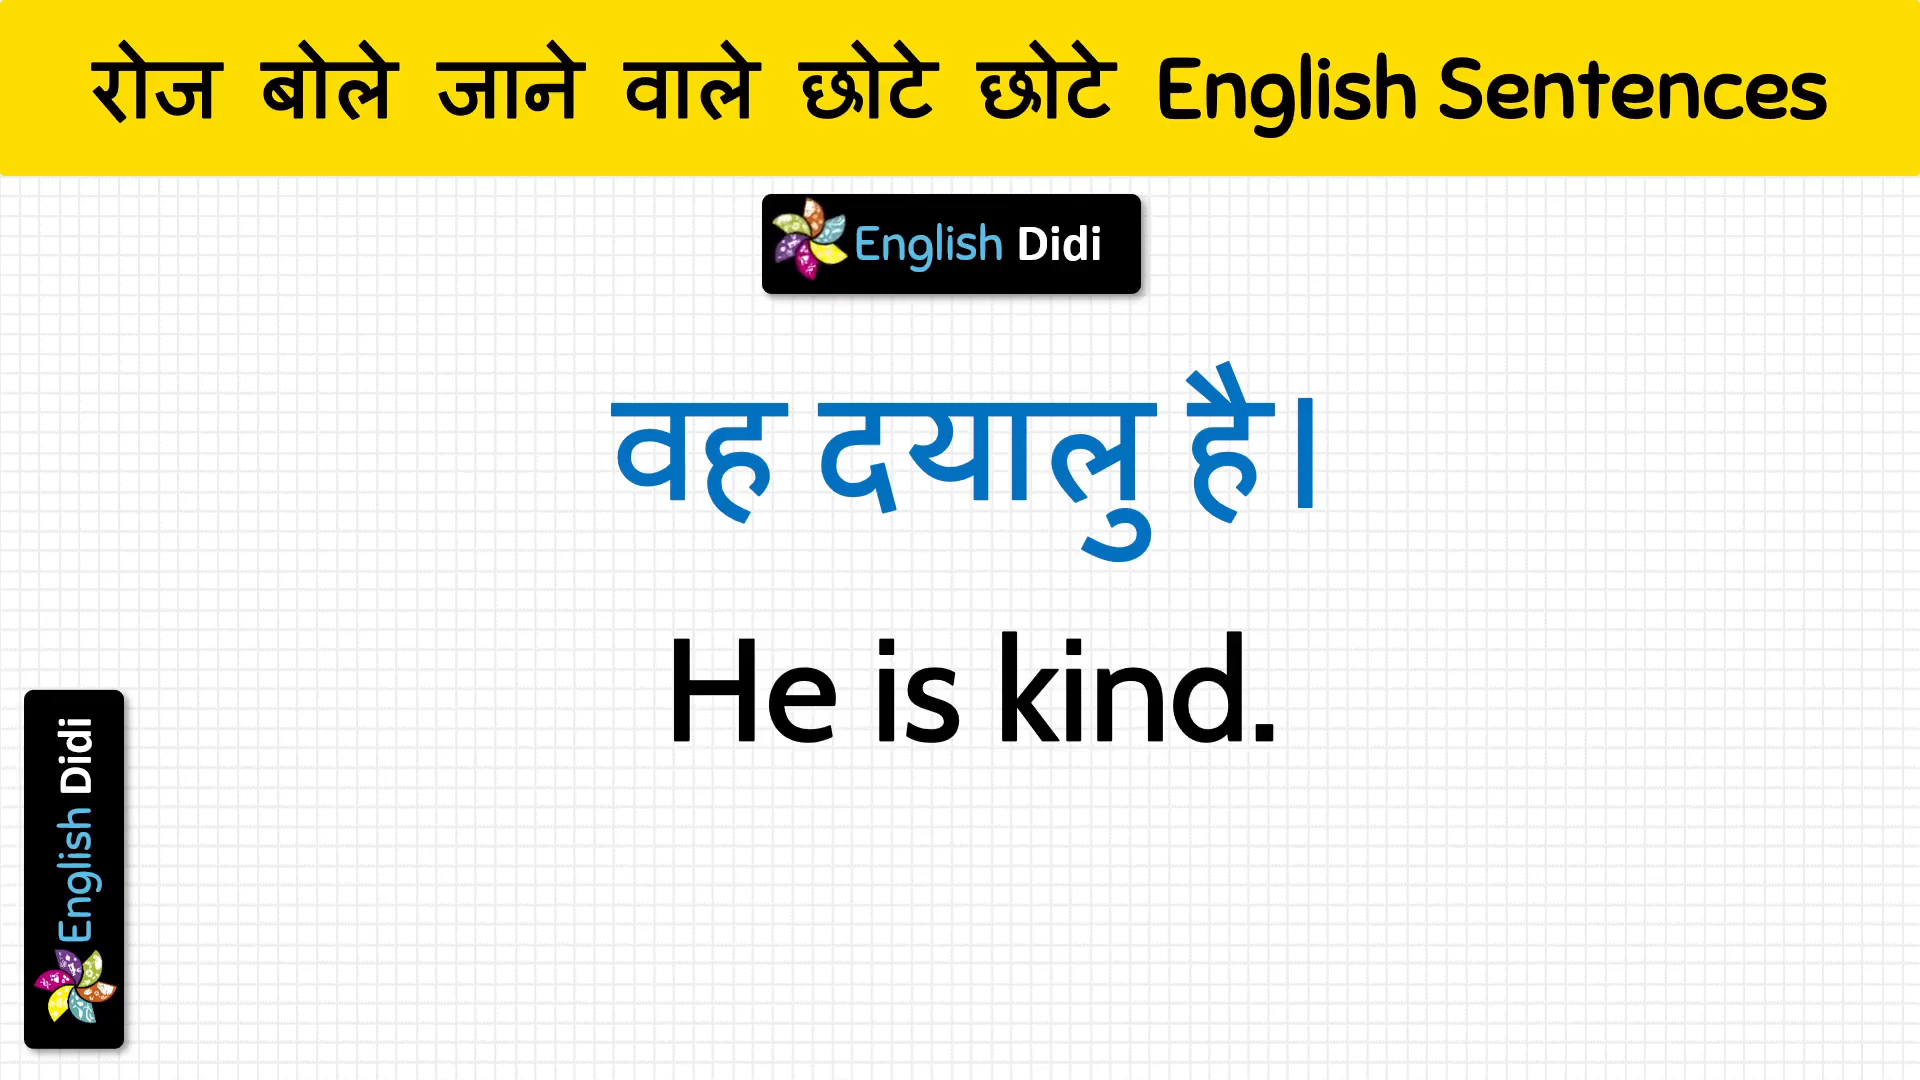 रोज बोले जाने वाले छोटे छोटे English Sentences
English Didi
वह दयालु है।
He is kind.
English Didi